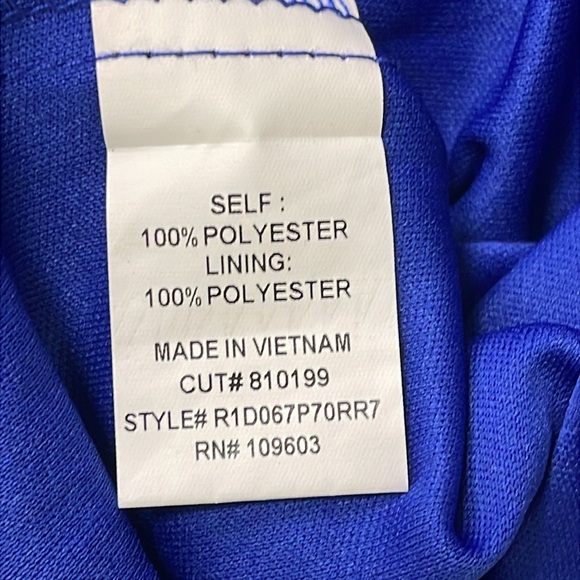 SELF :
100% POLYESTER
LINING:
100% POLYESTER
MADE IN VIETNAM
CUT# 810199
STYLE# R1D067P70RR7
RN# 109603